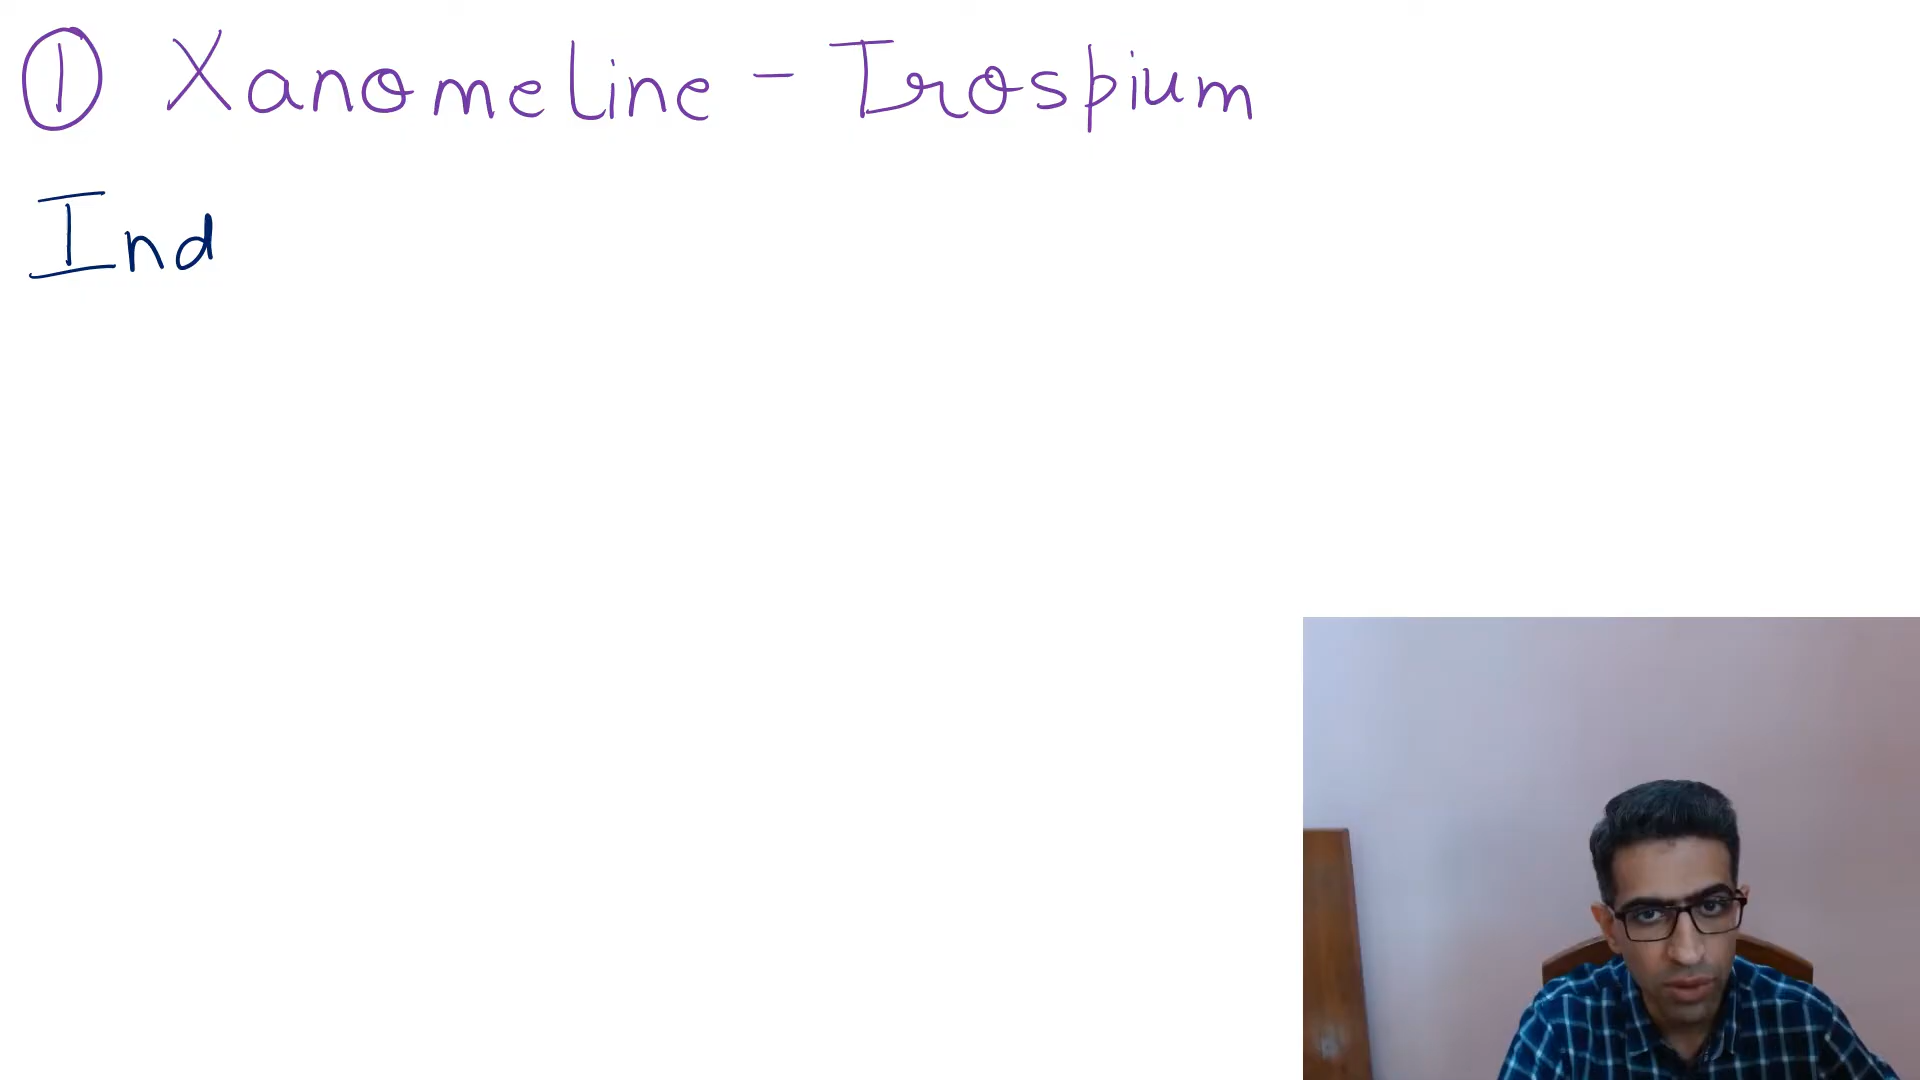 ① Xanomeline - Trospium
Ind